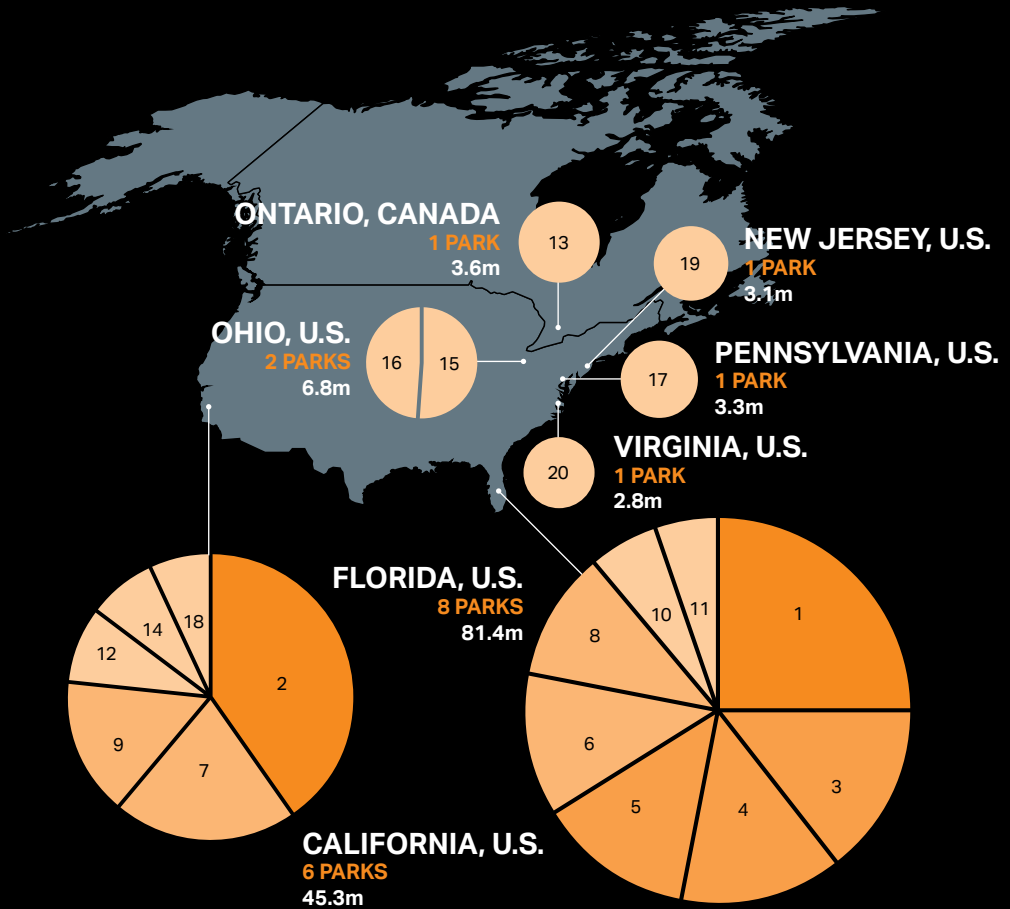 ONTARIO, CANADA
1 PARK
3.6m
13
19
NEW JERSEY, U.S.
1 PARK
3.1m
OHIO, U.S.
2 PARKS
6.8m
16
15
17
PENNSYLVANIA, U.S.
1 PARK
3.3m
20
VIRGINIA, U.S.
1 PARK
2.8m
FLORIDA, U.S.
8 PARKS
81.4m
1
3
4
5
6
8
10
11
2
7
9
12
14
18
CALIFORNIA, U.S.
6 PARKS
45.3m